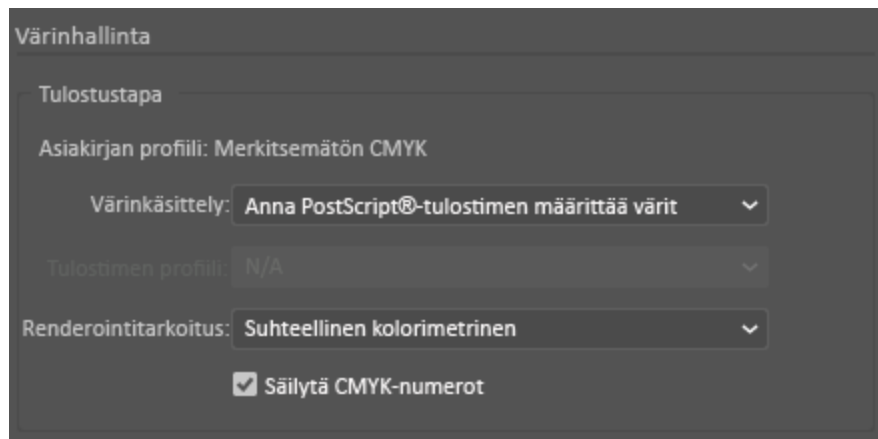 Värinhallinta
Tulostustapa
Asiakirjan profiili: Merkitsemätön CMYK
Värinkäsittely: Anna PostScript®-tulostimen määrittää värit
Tulostimen profiili: N/A
Renderointitarkoitus: Suhteellinen kolorimetrinen
Säilytä CMYK-numerot